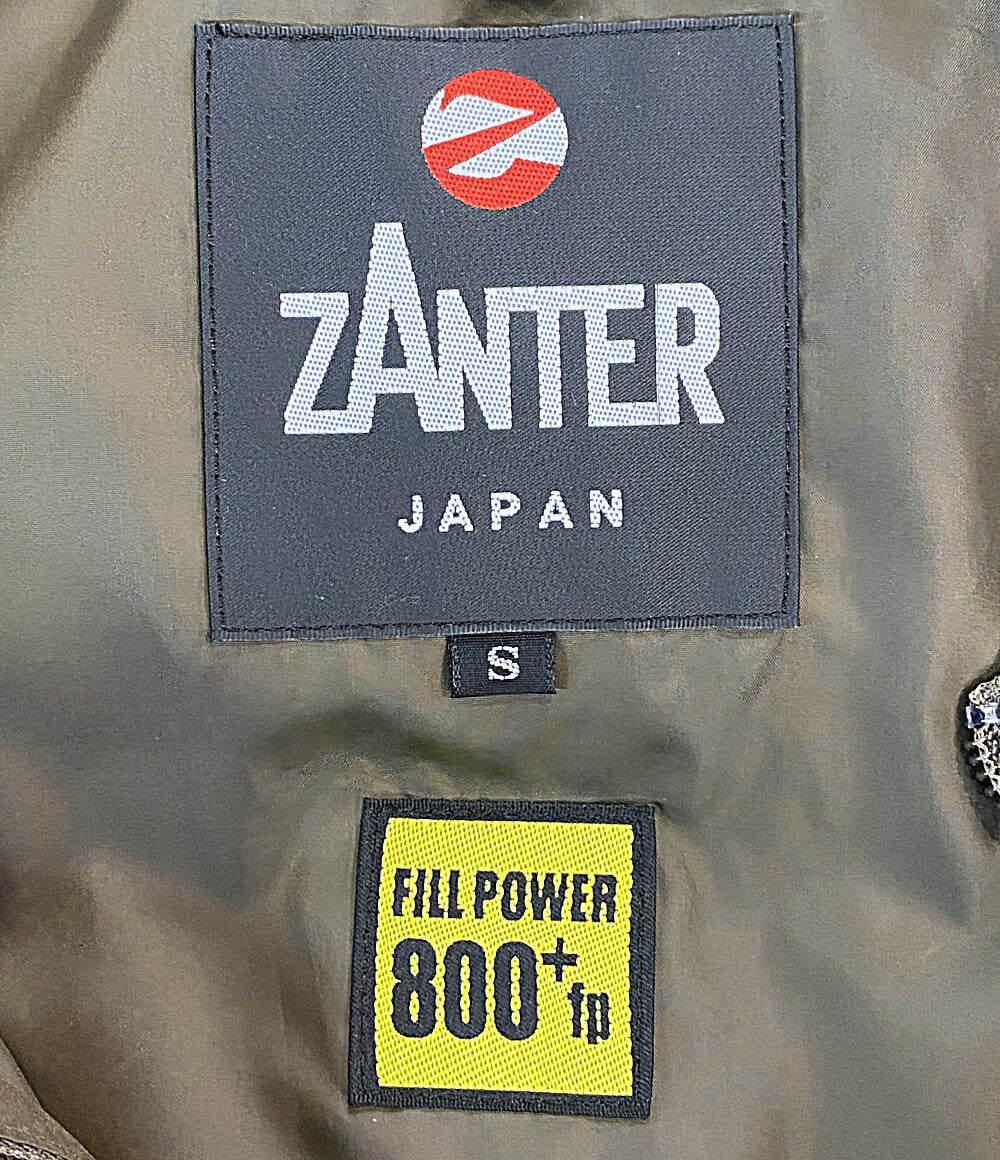 Z
ZANTER
JAPAN
S
FILL POWER
800+
fp